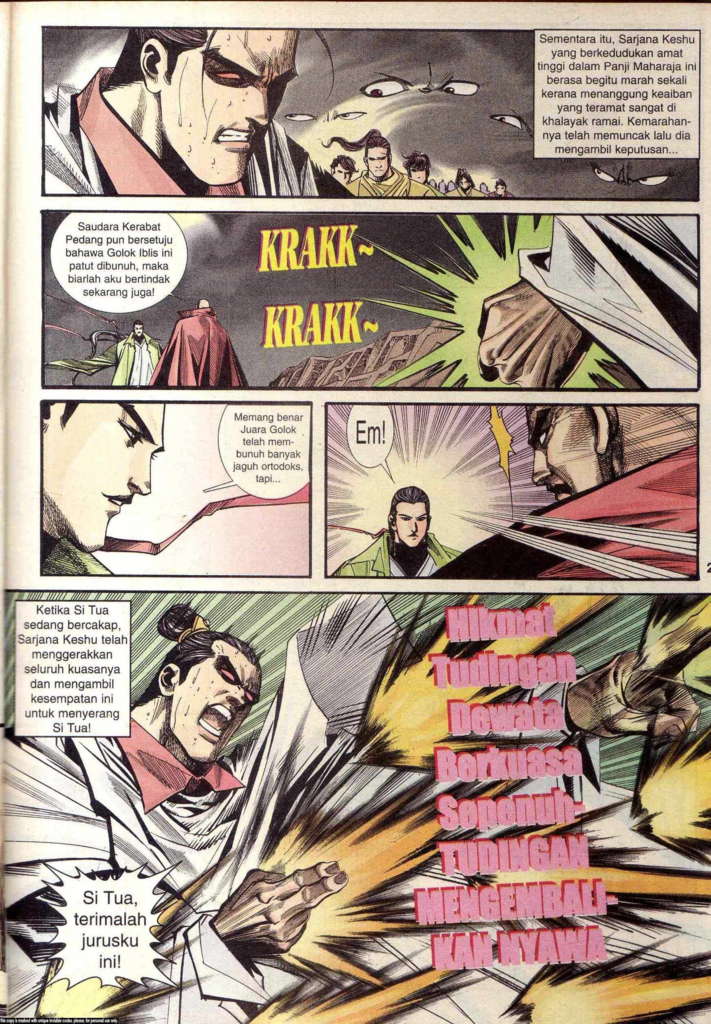 Sementara itu, Sarjana Keshu
yang berkedudukan amat
tinggi dalam Panji Maharaja ini
berasa begitu marah sekali
kerana menanggung keaiban
yang teramat sangat di
khalayak ramai. Kemarahan-
nya telah memuncak lalu dia
mengambil keputusan...
Saudara Kerabat
Pedang pun bersetuju
bahawa Golok Iblis ini
patut dibunuh, maka
biarlah aku bertindak
sekarang juga!
KRAKK~
KRAKK~
Memang benar
Juara Golok
telah mem-
bunuh banyak
jaguh ortodoks,
tapi...
Em!
2
Ketika Si Tua
sedang bercakap,
Sarjana Keshu telah
menggerakkan
seluruh kuasanya
dan mengambil
kesempatan ini
untuk menyerang
Si Tua!
Hikmat
Tudingan
Dewata
Berkuasa
Sepenuh-
TUDINGAN
MENGEMBALI-
KAN NYAWA
Si Tua,
terimalah
jurusku
ini!